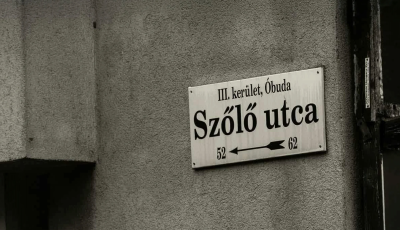 III. kerület, Óbuda
Szőlő utca
52 62